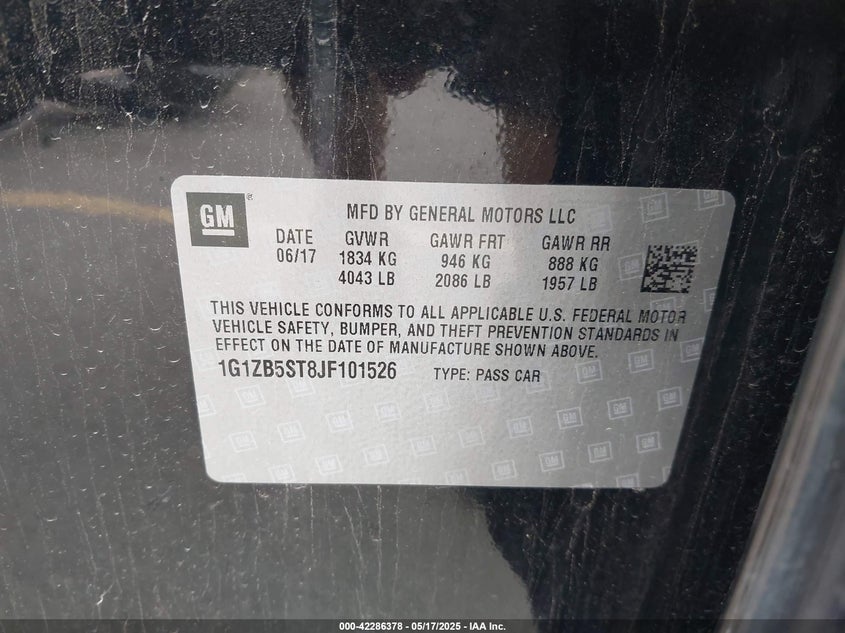 GM ®
MFD BY GENERAL MOTORS LLC
DATE GVWR GAWR FRT GAWR RR
06/17 1834 KG 946 KG 888 KG
4043 LB 2086 LB 1957 LB
THIS VEHICLE CONFORMS TO ALL APPLICABLE U.S. FEDERAL MOTOR
VEHICLE SAFETY, BUMPER, AND THEFT PREVENTION STANDARDS IN
EFFECT ON THE DATE OF MANUFACTURE SHOWN ABOVE.
1G1ZB5ST8JF101526 TYPE: PASS CAR
000-42286378 - 05/17/2025 - IAA Inc.